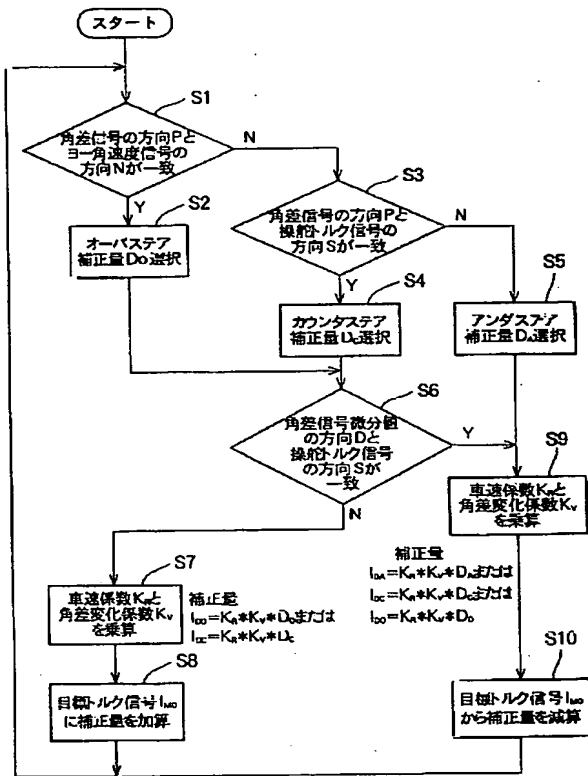 スタート
S1
角差信号の方向Pと
ヨー角速度信号の
方向Nが一致
N
Y
S2
オーバステア
補正量Do選択
S3
角差信号の方向Pと
操舵トルク信号の
方向Sが一致
N
Y
S4
カウンタステア
補正量Dc選択
S5
アンダステア
補正量DA選択
S6
角差信号微分値
の方向Dと
操舵トルク信号
の方向Sが
一致
Y
N
S7
車速係数KRと
角差変化係数KV
を乗算
補正量
IDO=KR*KV*DOまたは
IDC=KR*KV*DC
S8
目標トルク信号IMO
に補正量を加算
S9
車速係数KRと
角差変化係数KV
を乗算
補正量
IDA=KR*KV*DAまたは
IDC=KR*KV*DCまたは
IDO=KR*KV*DO
S10
目標トルク信号IMO
から補正量を減算